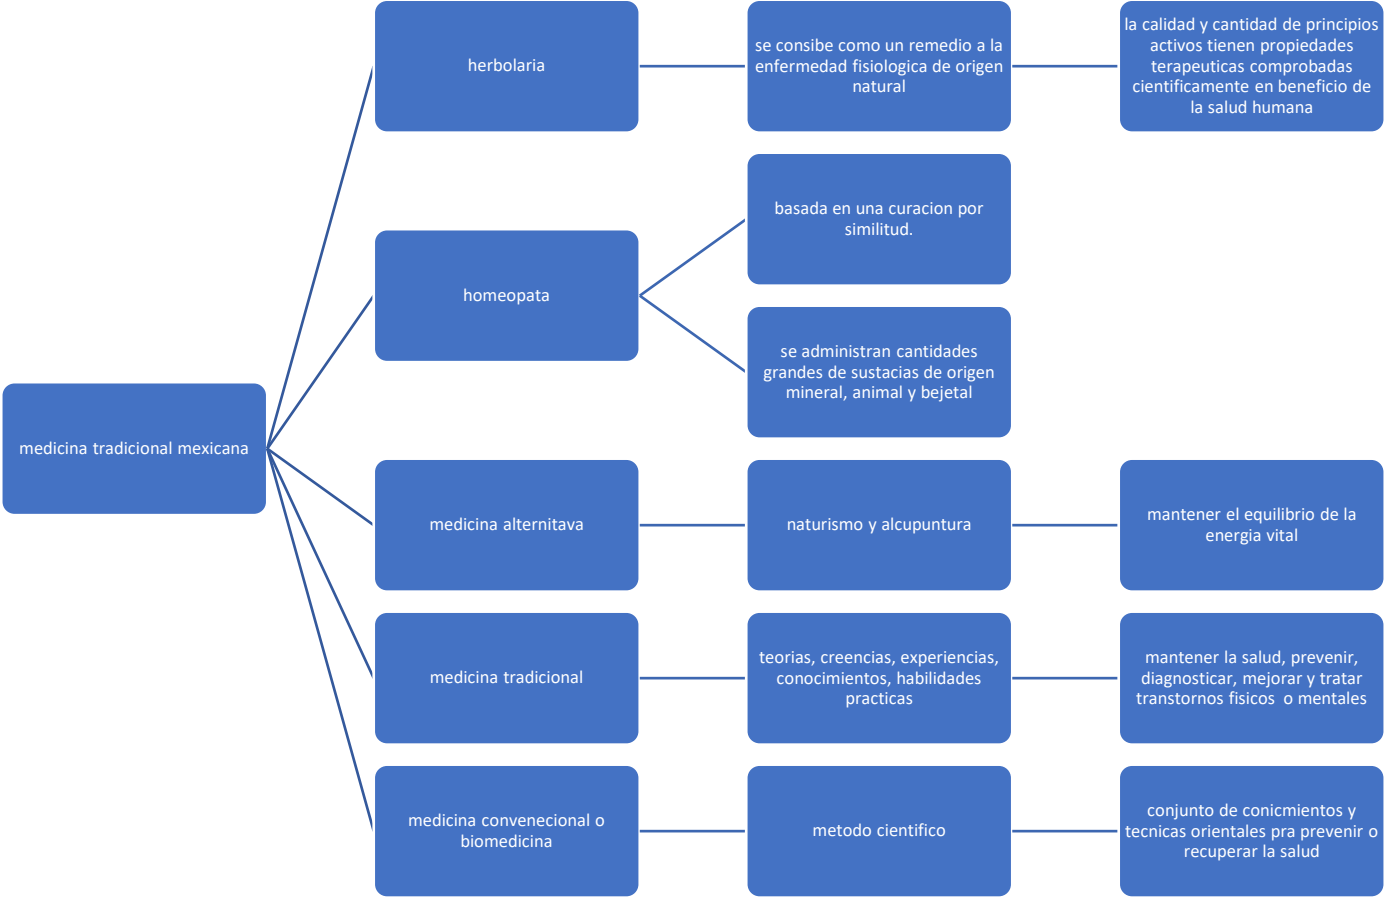 medicina tradicional mexicana
herbolaria
se consibe como un remedio a la
enfermedad fisiologica de origen
natural
la calidad y cantidad de principios
activos tienen propiedades
terapeuticas comprobadas
cientificamente en beneficio de
la salud humana
homeopata
basada en una curacion por
similitud.
se administran cantidades
grandes de sustacias de origen
mineral, animal y bejetal
medicina alternitava
naturismo y alcupuntura
mantener el equilibrio de la
energia vital
medicina tradicional
teorias, creencias, experiencias,
conocimientos, habilidades
practicas
mantener la salud, prevenir,
diagnosticar, mejorar y tratar
transtornos fisicos  o mentales
medicina convenecional o
biomedicina
metodo cientifico
conjunto de conicmientos y
tecnicas orientales pra prevenir o
recuperar la salud